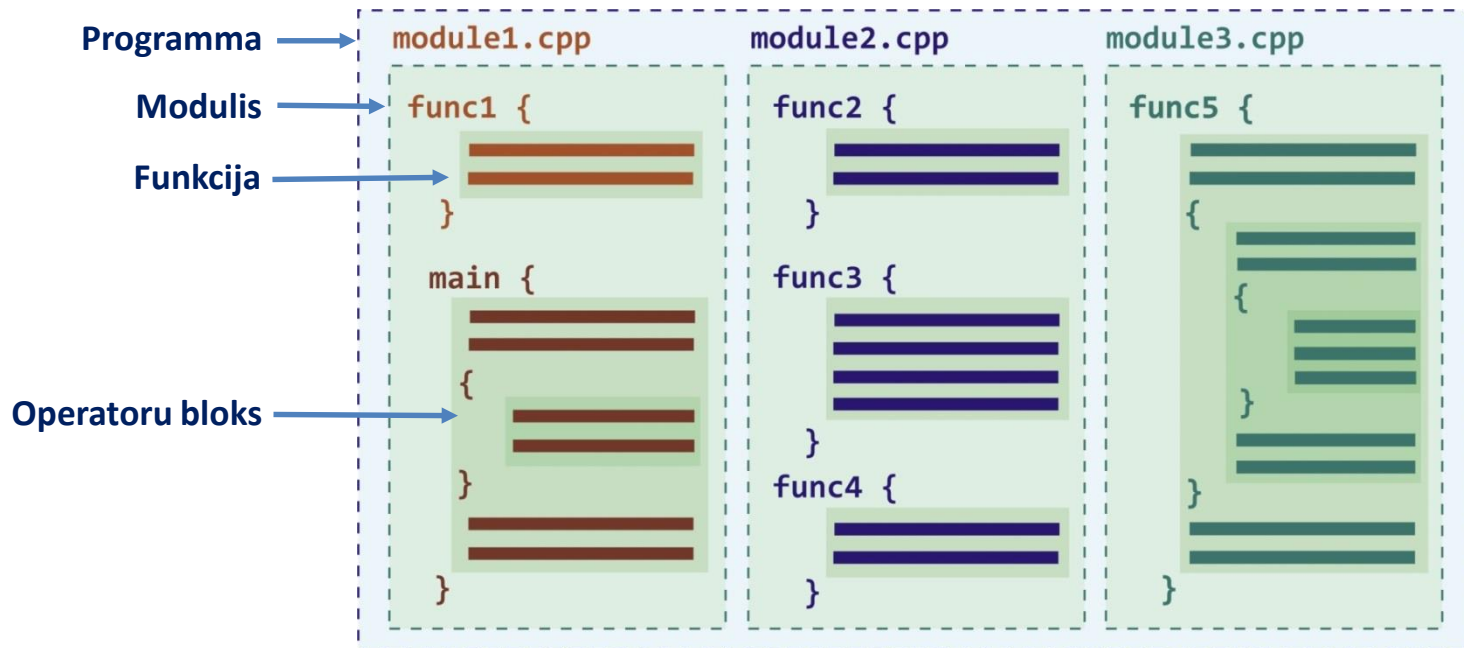 Programma
Modulis
Funkcija
Operatoru bloks
module1.cpp
func1 {
}
main {
{
}
}
module2.cpp
func2 {
}
func3 {
}
func4 {
}
module3.cpp
func5 {
{
{
}
}
}